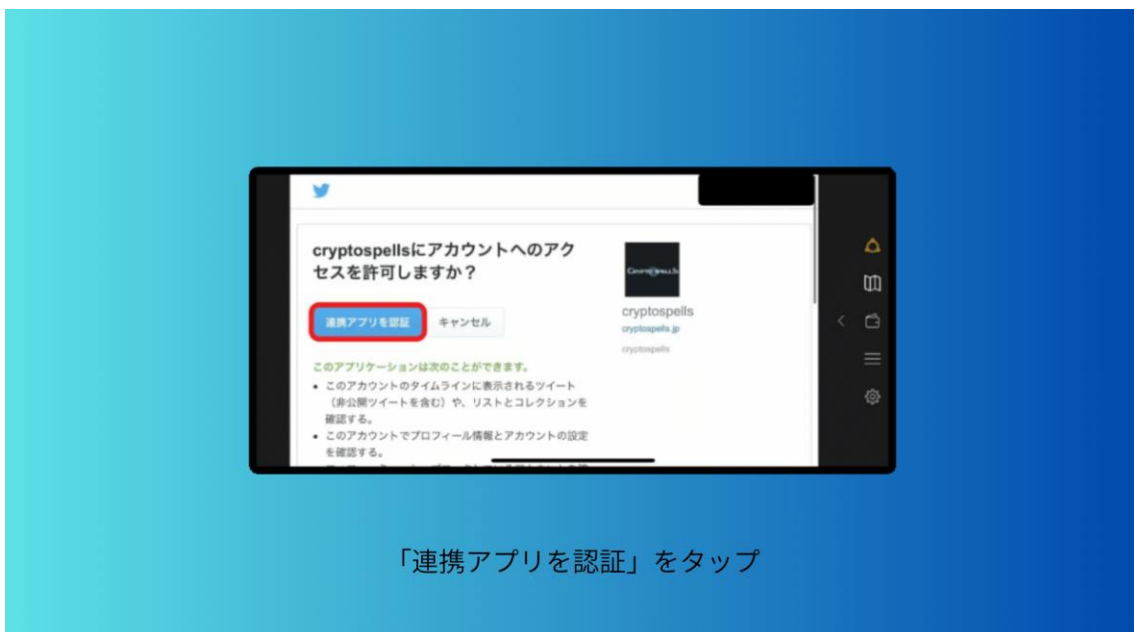 cryptospellsにアカウントへのアク
セスを許可しますか？
連携アプリを認証
キャンセル
このアプリケーションは次のことができます。
• このアカウントのタイムラインに表示されるツイート
（非公開ツイートを含む）や、リストとコレクションを
確認する。
• このアカウントでプロフィール情報とアカウントの設定
を確認する。
CRYPTOSPELLS
cryptospells
cryptospells.jp
cryptospells
「連携アプリを認証」をタップ